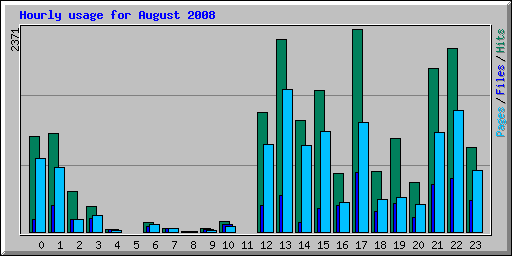 Hourly usage for August 2008
2371
Pages / Files / Hits
0 1 2 3 4 5 6 7 8 9 10 11 12 13 14 15 16 17 18 19 20 21 22 23